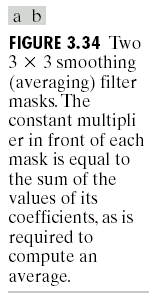 a b
FIGURE 3.34 Two
3 × 3 smoothing
(averaging) filter
masks. The
constant multipli
er in front of each
mask is equal to
the sum of the
values of its
coefficients, as is
required to
compute an
average.